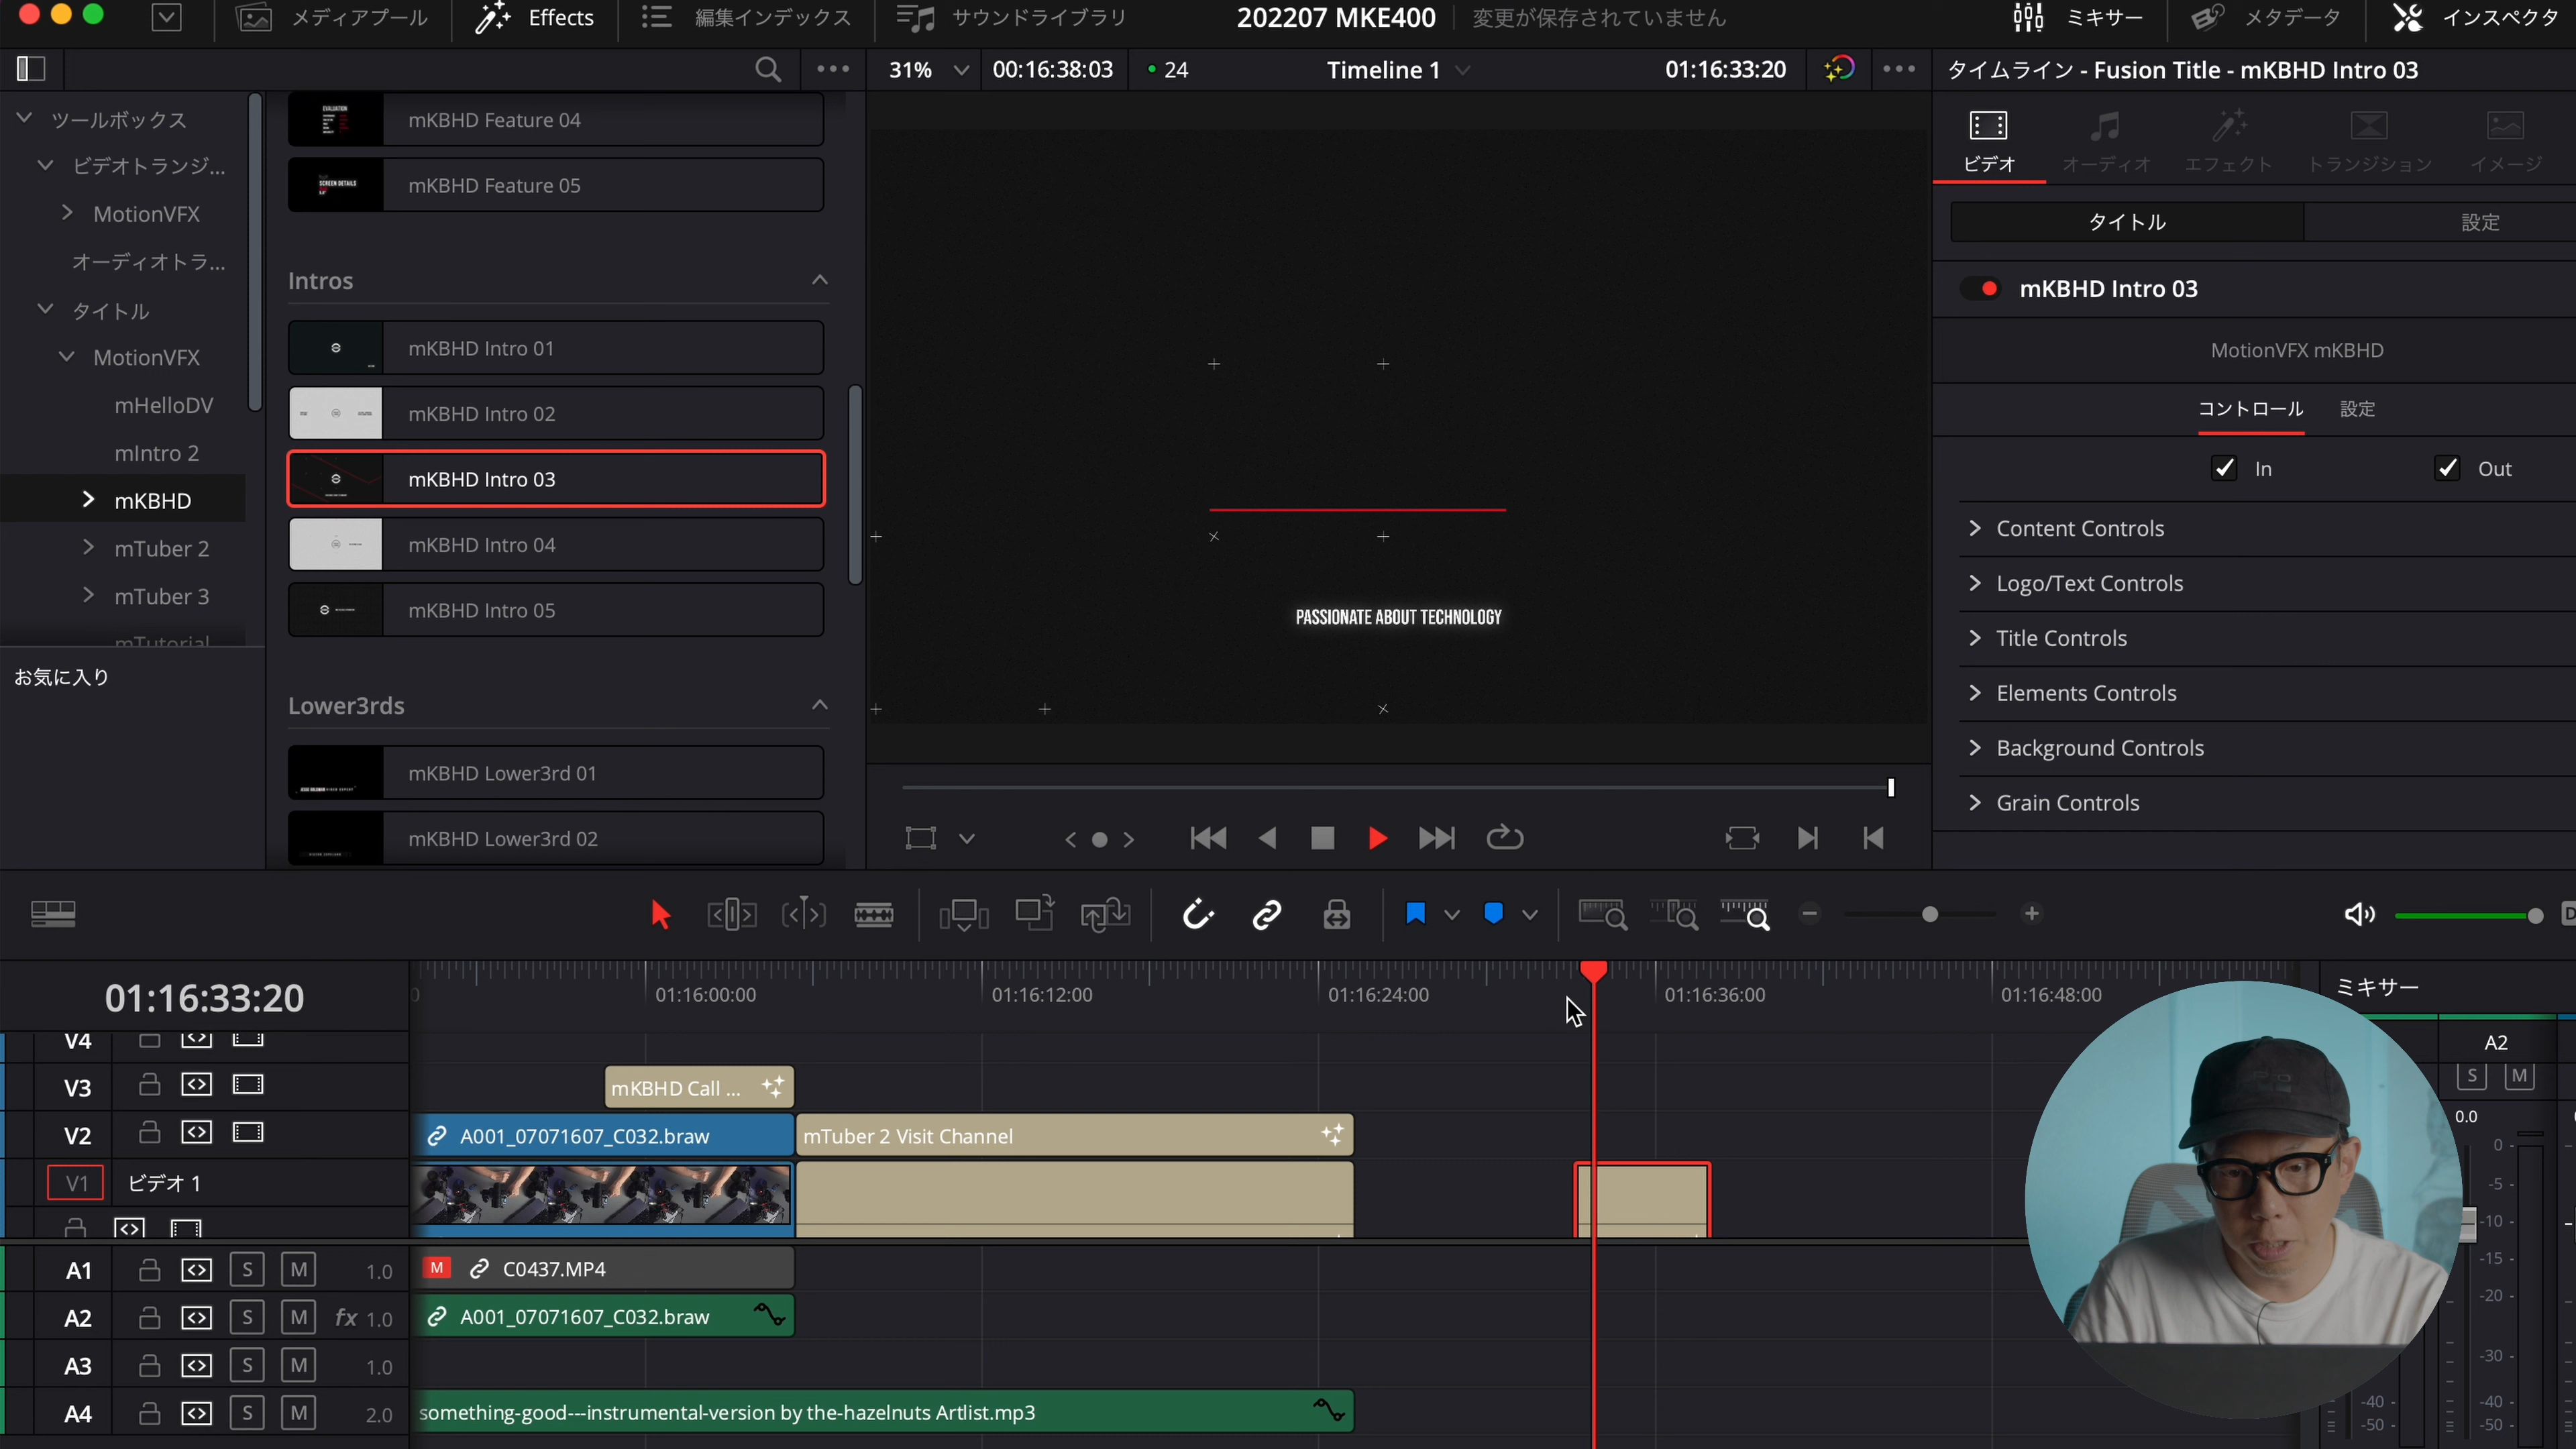 メディアプール
Effects
編集インデックス
サウンドライブラリ
202207 MKE400
変更が保存されていません
ミキサー
メタデータ
インスペクタ
31%
00:16:38:03
24
Timeline 1
01:16:33:20
タイムライン - Fusion Title - mKBHD Intro 03
ツールボックス
ビデオトランジ...
MotionVFX
オーディオトラ...
タイトル
MotionVFX
mHelloDV
mIntro 2
mKBHD
mTuber 2
mTuber 3
mTutorial
お気に入り
EVALUATION
mKBHD Feature 04
SCREEN DETAILS
mKBHD Feature 05
Intros
mKBHD Intro 01
mKBHD Intro 02
mKBHD Intro 03
mKBHD Intro 04
mKBHD Intro 05
Lower3rds
mKBHD Lower3rd 01
mKBHD Lower3rd 02
PASSIONATE ABOUT TECHNOLOGY
ビデオ
オーディオ
エフェクト
トランジション
イメージ
タイトル
設定
mKBHD Intro 03
MotionVFX mKBHD
コントロール
設定
In
Out
Content Controls
Logo/Text Controls
Title Controls
Elements Controls
Background Controls
Grain Controls
01:16:33:20
01:16:00:00
01:16:12:00
01:16:24:00
01:16:36:00
01:16:48:00
ミキサー
V4
V3
mKBHD Call ...
V2
A001_07071607_C032.braw
mTuber 2 Visit Channel
V1
ビデオ 1
A1
S
M
1.0
M
C0437.MP4
A2
S
M
fx
1.0
A001_07071607_C032.braw
A3
S
M
1.0
A4
S
M
2.0
something-good---instrumental-version by the-hazelnuts Artlist.mp3
A2
S
M
0.0
0
-5
-10
-15
-20
-30
-40
-50
-40
-50